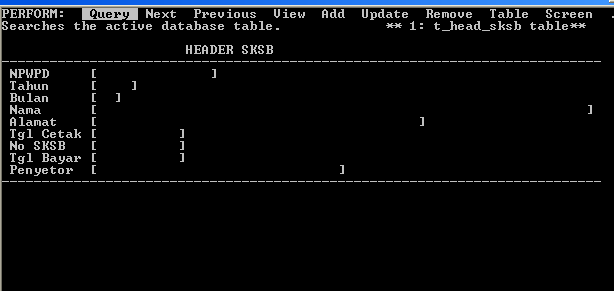 PERFORM: Query Next Previous View Add Update Remove Table Screen ...
Searches the active database table. ** 1: t_head_sksb table**
HEADER SKSB
NPWPD [ ]
Tahun [ ]
Bulan [ ]
Nama [ ]
Alamat [ ]
Tgl Cetak[ ]
No SKSB [ ]
Tgl Bayar[ ]
Penyetor [ ]